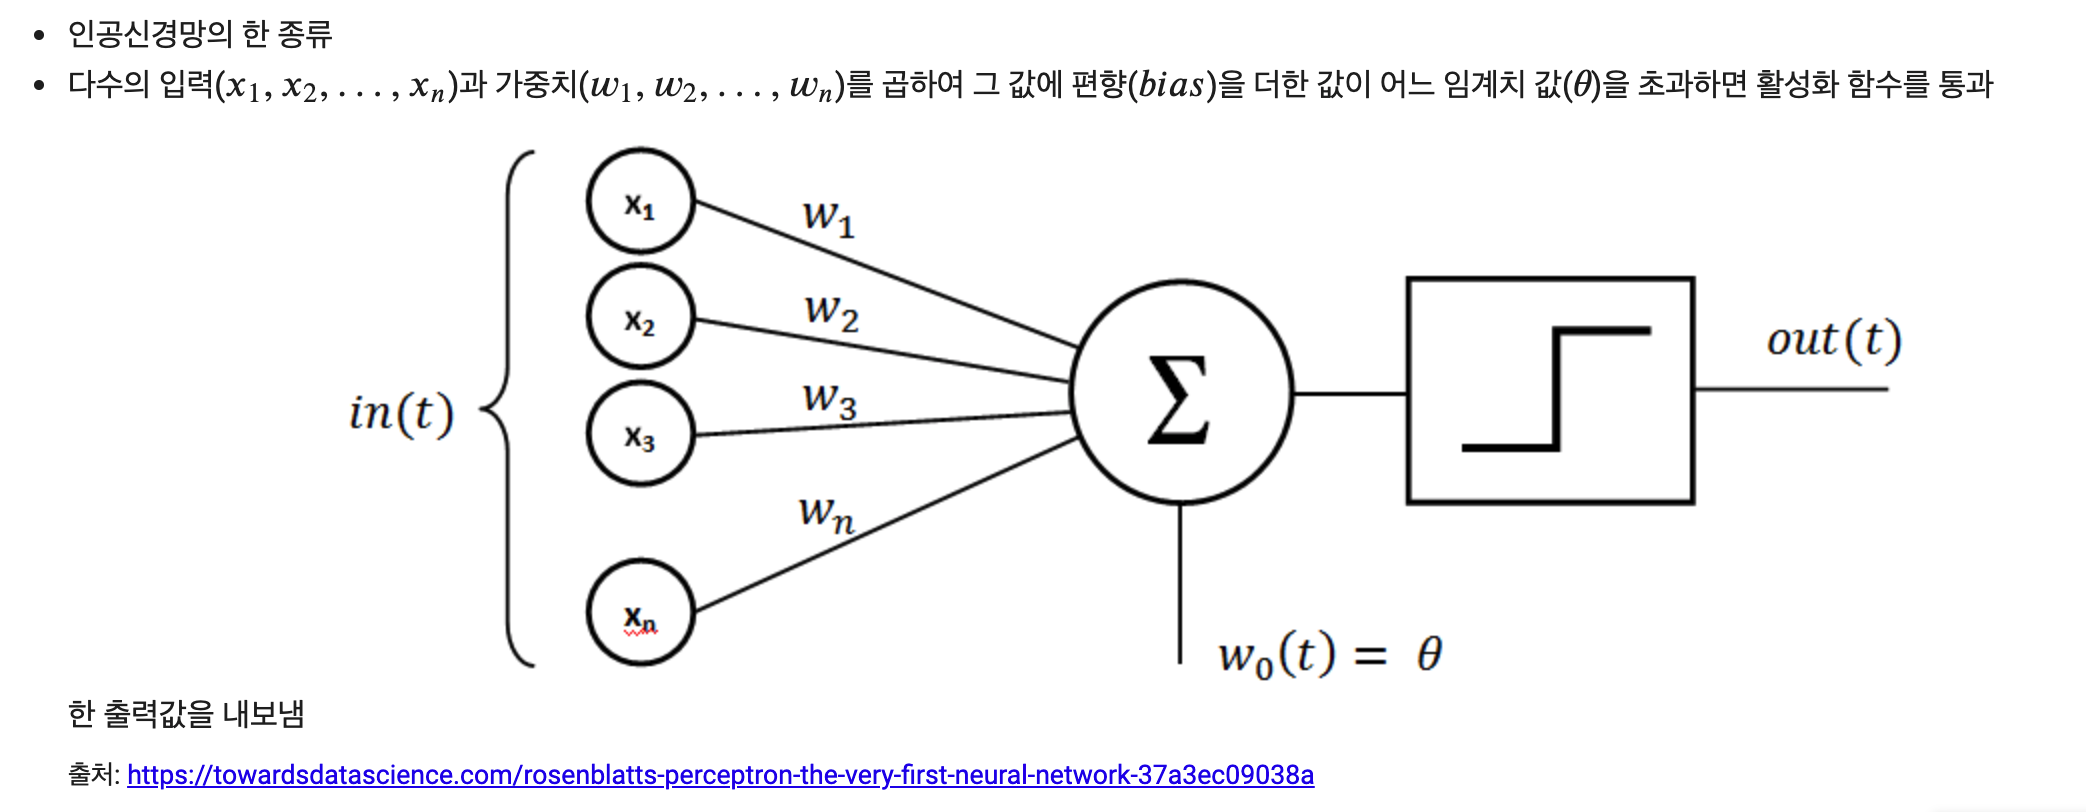 • 인공신경망의 한 종류
• 다수의 입력(x₁, x₂, . . . , xₙ)과 가중치(w₁, w₂, . . . , wₙ)를 곱하여 그 값에 편향(bias)을 더한 값이 어느 임계치 값(θ)을 초과하면 활성화 함수를 통과
x₁
w₁
x₂
w₂
in(t)
x₃
w₃
Σ
out(t)
wₙ
xₙ
w₀(t) = θ
한 출력값을 내보냄
출처: https://towardsdatascience.com/rosenblatts-perceptron-the-very-first-neural-network-37a3ec09038a